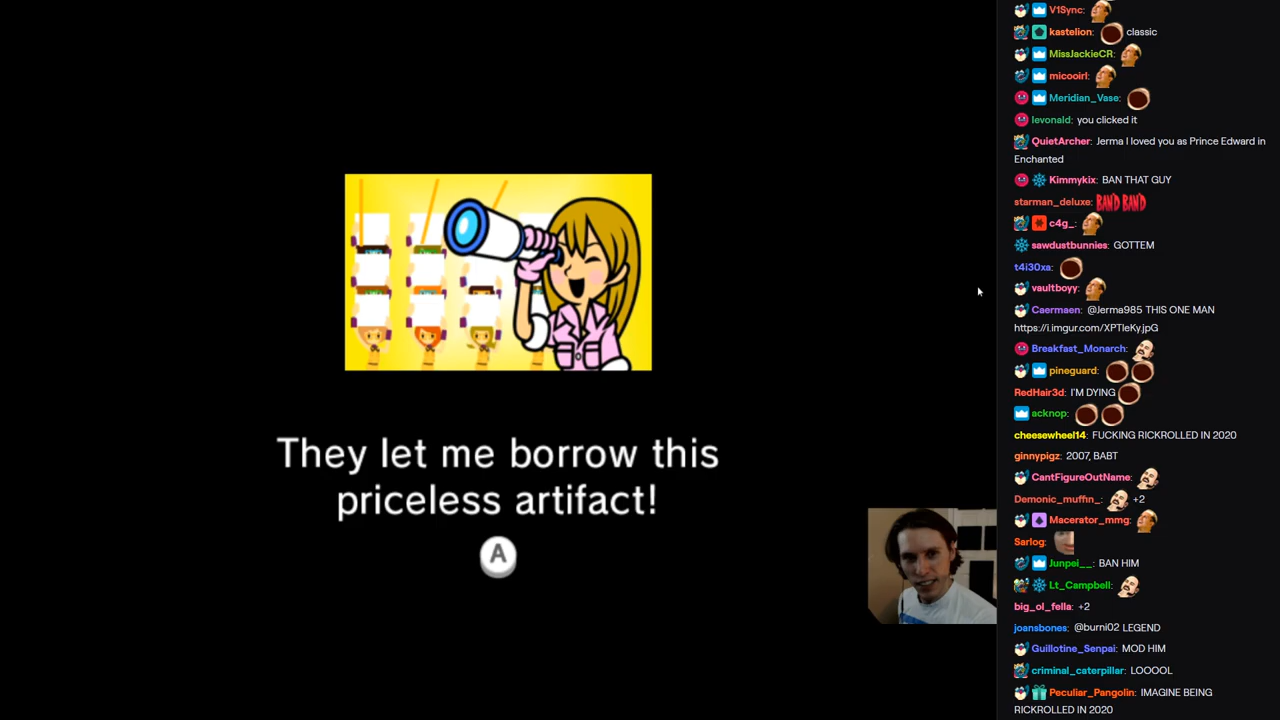 They let me borrow this
priceless artifact!
A
V1Sync:
kastelion: classic
MissJackieCR:
micooirl:
Meridian_Vase:
levonald: you clicked it
QuietArcher: Jerma I loved you as Prince Edward in
Enchanted
Kimmykix: BAN THAT GUY
starman_deluxe: BAN'D BAN'D
c4g_:
sawdustbunnies: GOTTEM
t4i30xa:
vaultboyy:
Caermaen: @Jerma985 THIS ONE MAN
https://i.imgur.com/XPTleKy.jpG
Breakfast_Monarch:
pineguard:
RedHair3d: I'M DYING
acknop:
cheesewheel14: FUCKING RICKROLLED IN 2020
ginnypigz: 2007, BABT
CantFigureOutName:
Demonic_muffin_: +2
Macerator_mmg:
Sarlog:
Junpei__: BAN HIM
Lt_Campbell:
big_ol_fella: +2
joansbones: @burni02 LEGEND
Guillotine_Senpai: MOD HIM
criminal_caterpillar: LOOOOL
Peculiar_Pangolin: IMAGINE BEING
RICKROLLED IN 2020